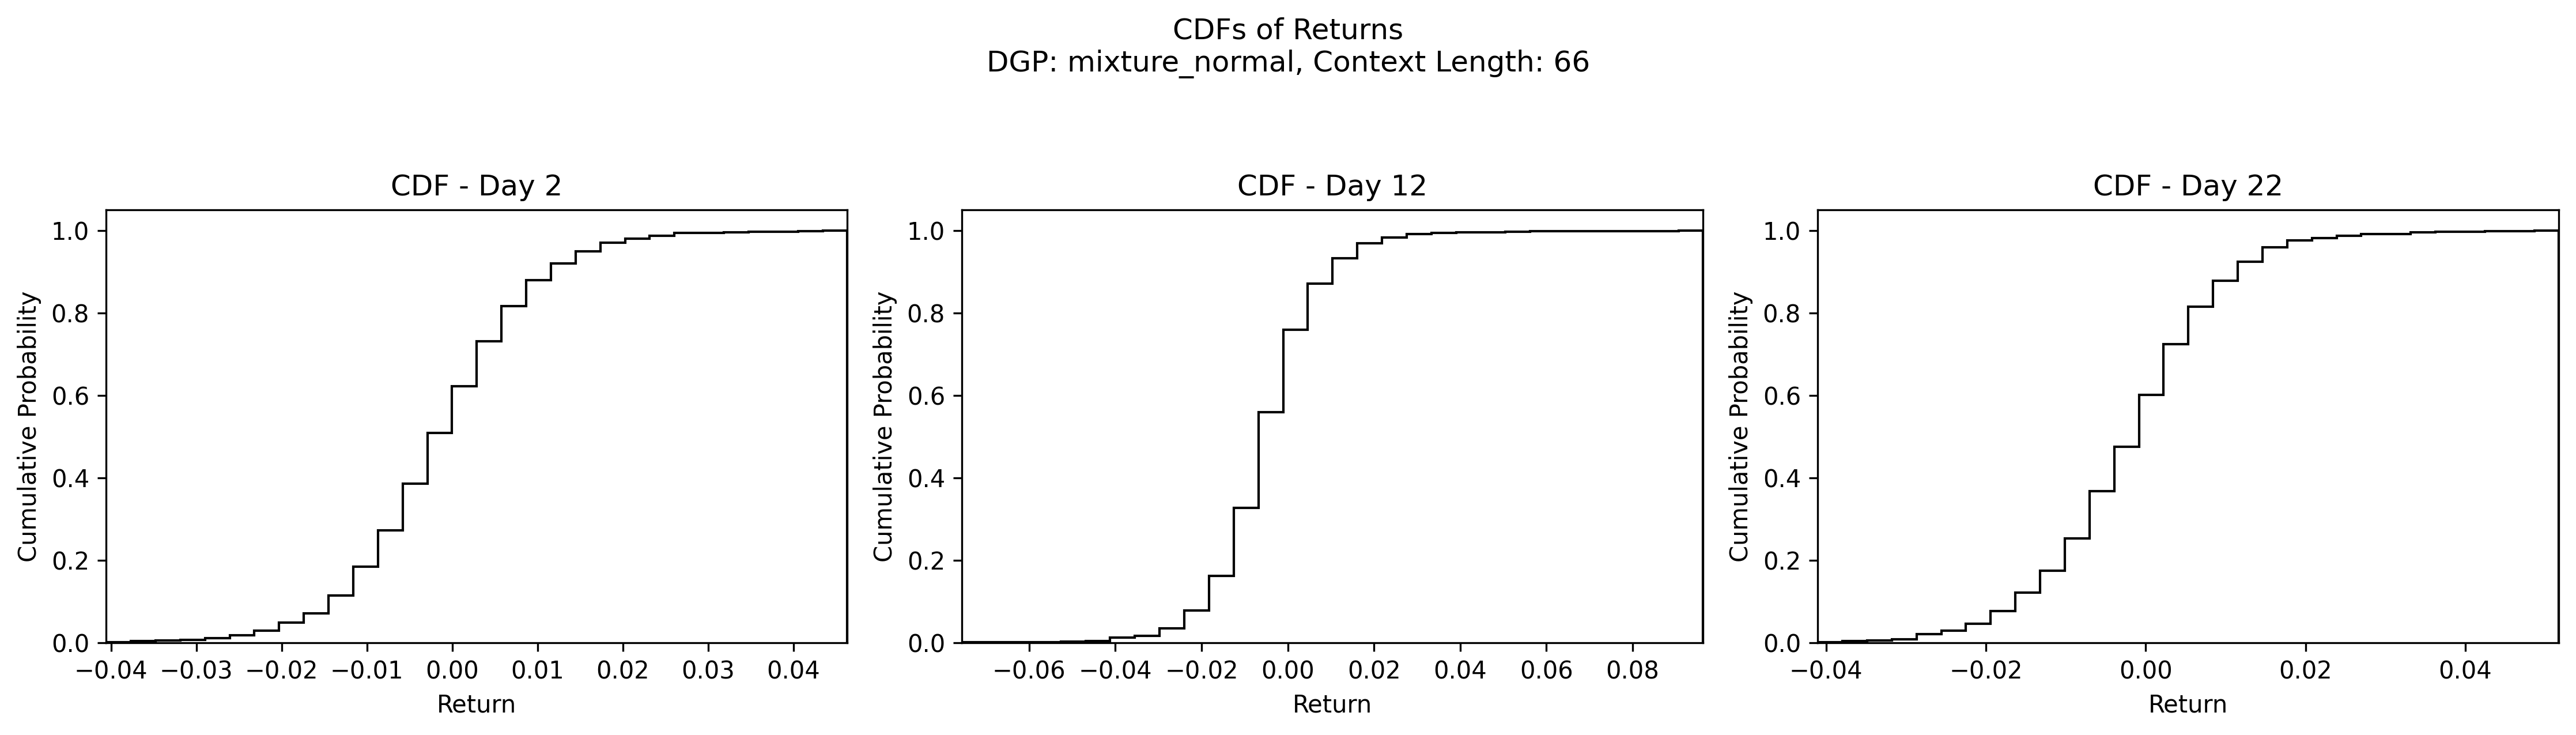 CDFs of Returns
DGP: mixture_normal, Context Length: 66
CDF - Day 2
Cumulative Probability
1.0
0.8
0.6
0.4
0.2
0.0
−0.04 −0.03 −0.02 −0.01 0.00 0.01 0.02 0.03 0.04
Return
CDF - Day 12
Cumulative Probability
1.0
0.8
0.6
0.4
0.2
0.0
−0.06 −0.04 −0.02 0.00 0.02 0.04 0.06 0.08
Return
CDF - Day 22
Cumulative Probability
1.0
0.8
0.6
0.4
0.2
0.0
−0.04 −0.02 0.00 0.02 0.04
Return